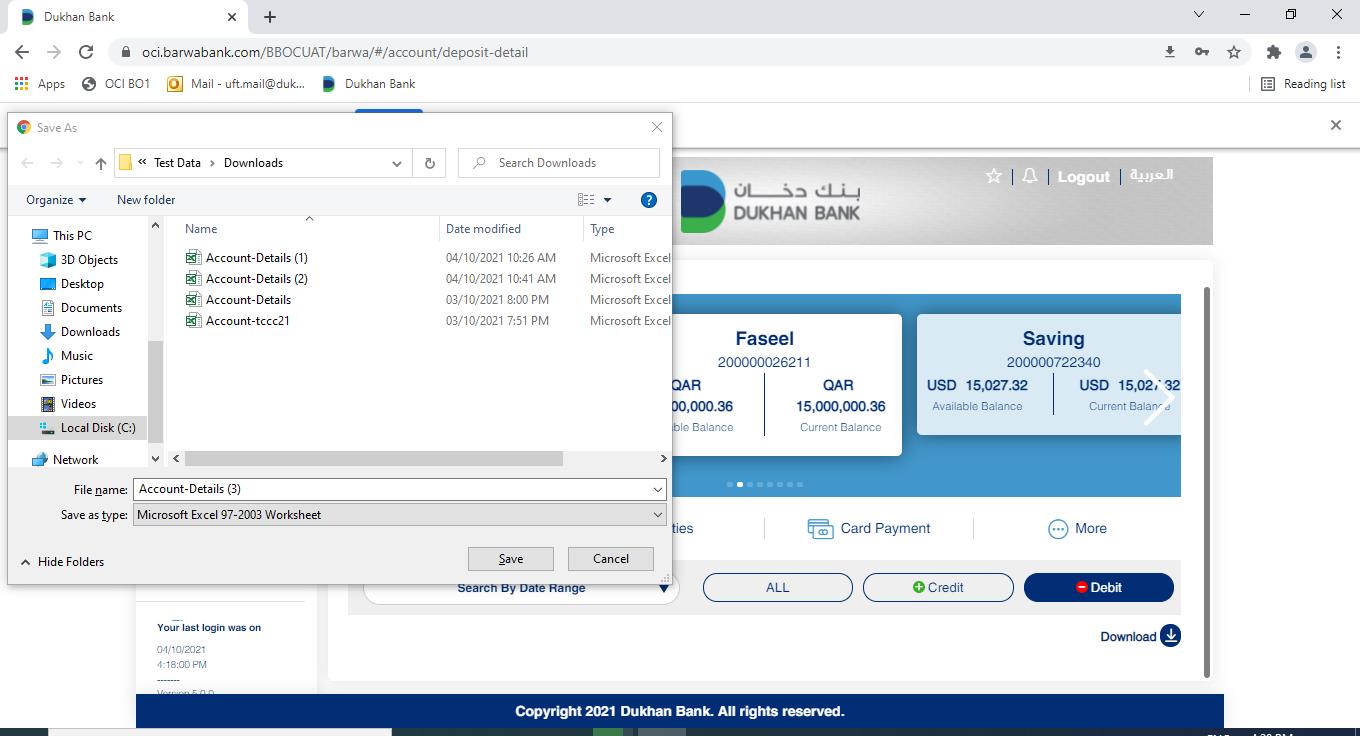 Dukhan Bank
oci.barwabank.com/BBOCUAT/barwa/#/account/deposit-detail
Apps OCI BO1 Mail - uft.mail@duk... Dukhan Bank Reading list
Save As
« Test Data › Downloads
Search Downloads
Organize New folder
This PC
3D Objects
Desktop
Documents
Downloads
Music
Pictures
Videos
Local Disk (C:)
Network
Name Date modified Type
Account-Details (1) 04/10/2021 10:26 AM Microsoft Excel
Account-Details (2) 04/10/2021 10:41 AM Microsoft Excel
Account-Details 03/10/2021 8:00 PM Microsoft Excel
Account-tccc21 03/10/2021 7:51 PM Microsoft Excel
File name: Account-Details (3)
Save as type: Microsoft Excel 97-2003 Worksheet
Hide Folders Save Cancel
بنك دخان
DUKHAN BANK
Logout العربية
Faseel
200000026211
QAR QAR
00,000.36 15,000,000.36
ble Balance Current Balance
Saving
200000722340
USD 15,027.32 USD 15,027.32
Available Balance Current Balance
ties Card Payment More
Search By Date Range ALL Credit Debit
Download
Your last login was on
04/10/2021
4:18:00 PM
-------
Version 5.0.0
Copyright 2021 Dukhan Bank. All rights reserved.